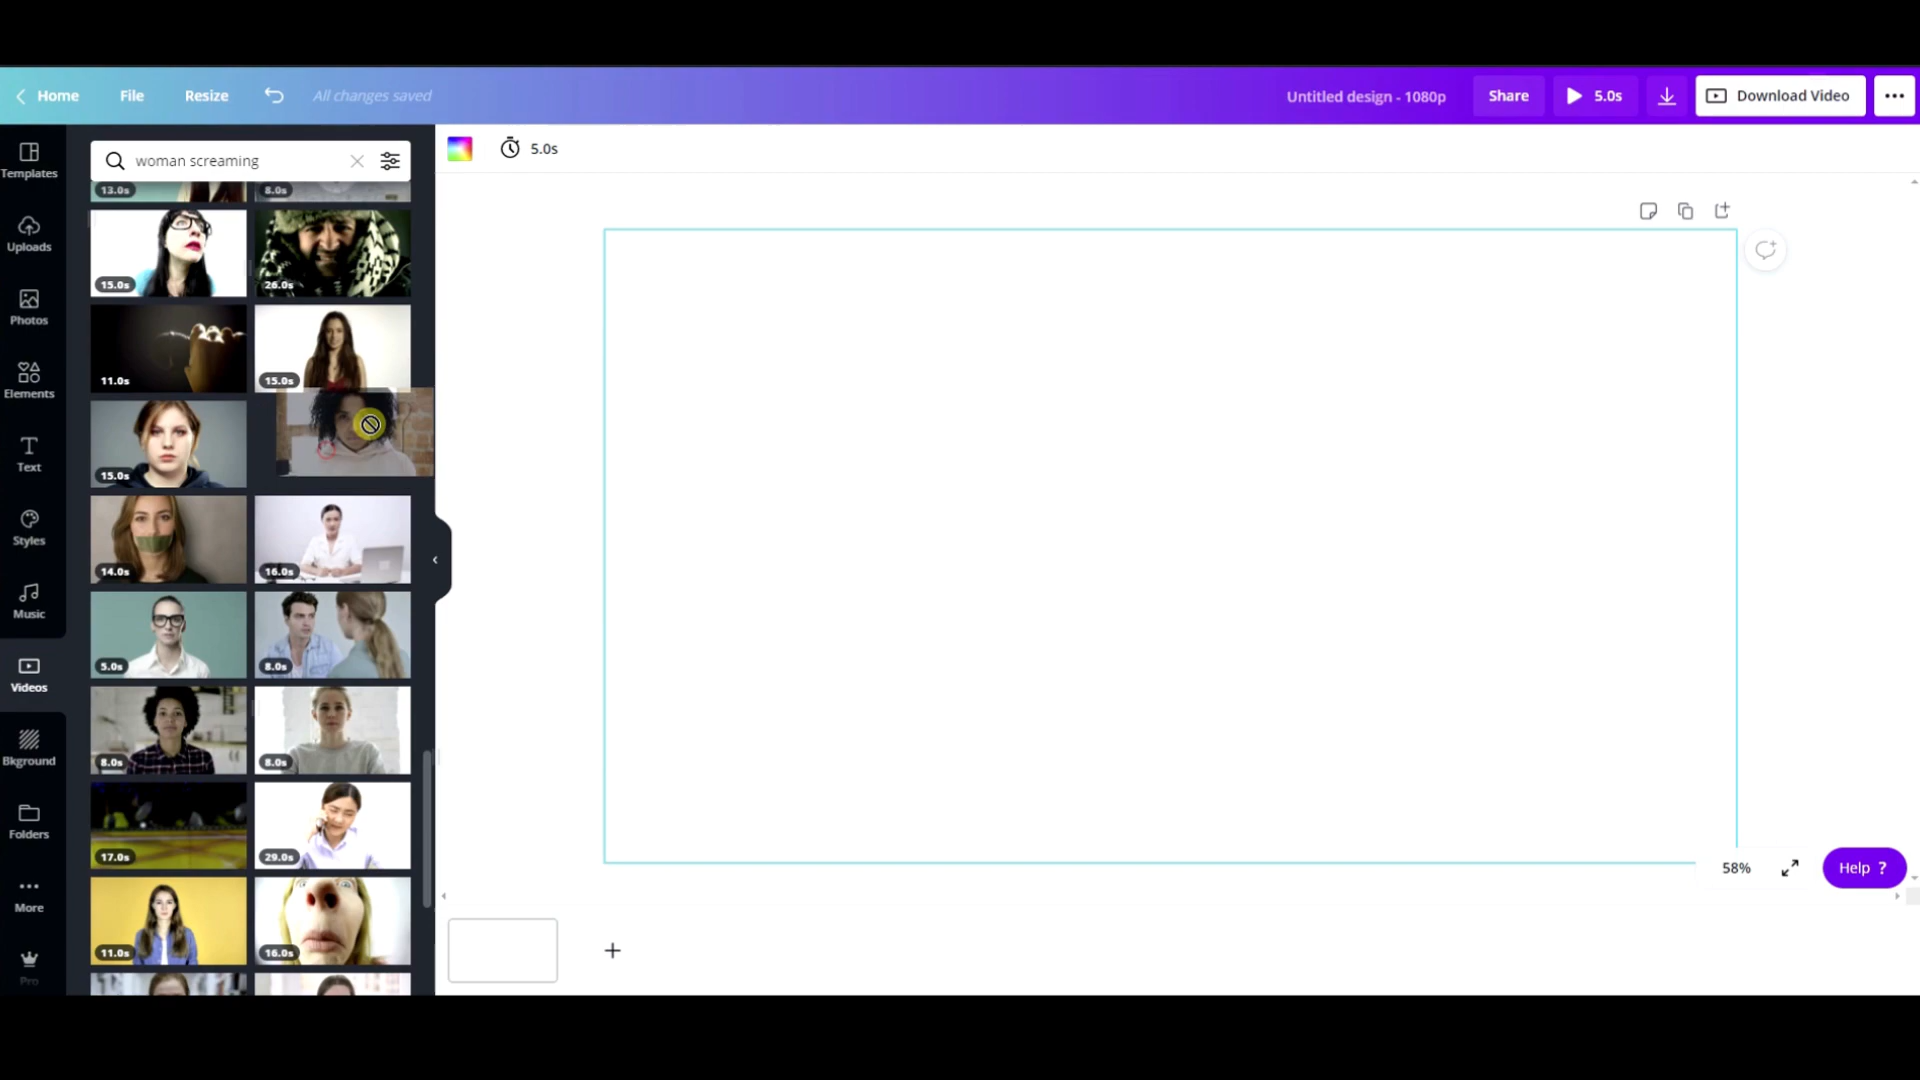 Home File Resize All changes saved Untitled design - 1080p Share 5.0s Download Video
Templates
Uploads
Photos
Elements
Text
Styles
Music
Videos
Bkground
Folders
More
Pro
woman screaming
13.0s 8.0s
15.0s 26.0s
11.0s 15.0s
15.0s
14.0s 16.0s
5.0s 8.0s
8.0s 8.0s
17.0s 29.0s
11.0s 16.0s
5.0s
58% Help ?